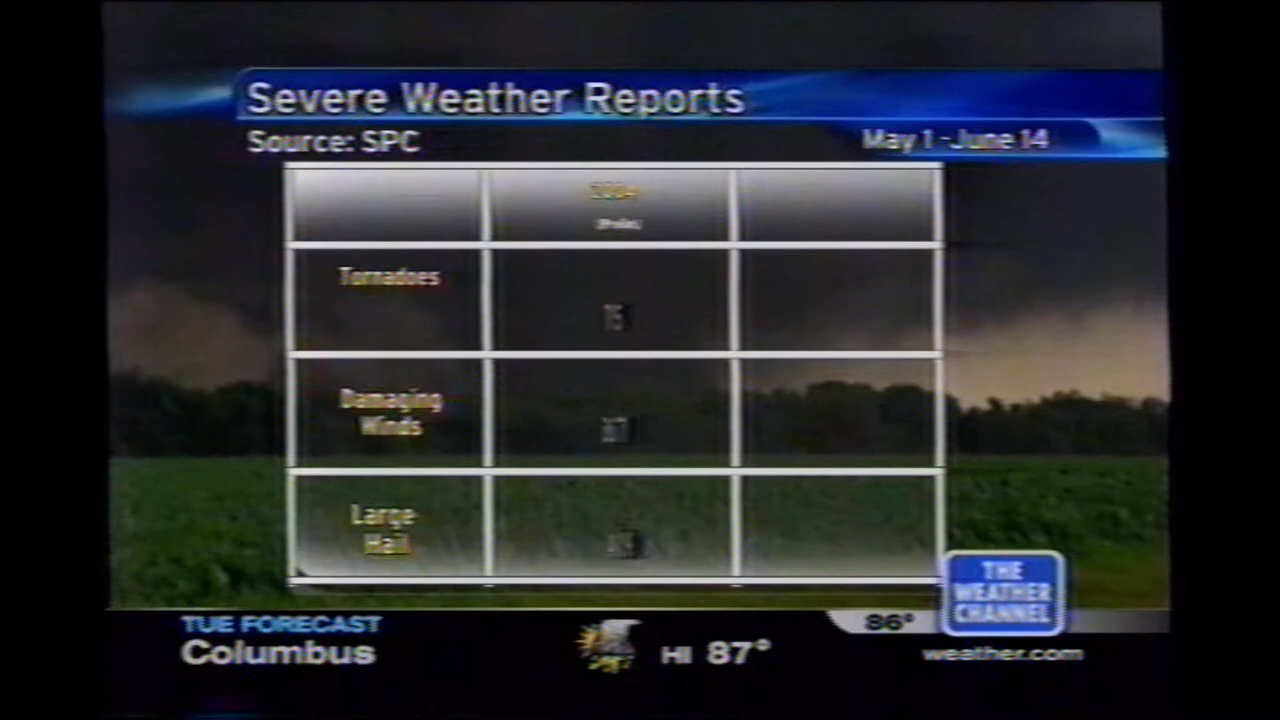 Severe Weather Reports
Source: SPC
May 1 - June 14
2004
Tornadoes
Damaging
Winds
Large
Hail
THE
WEATHER
CHANNEL
TUE FORECAST
86°
Columbus
HI 87°
weather.com